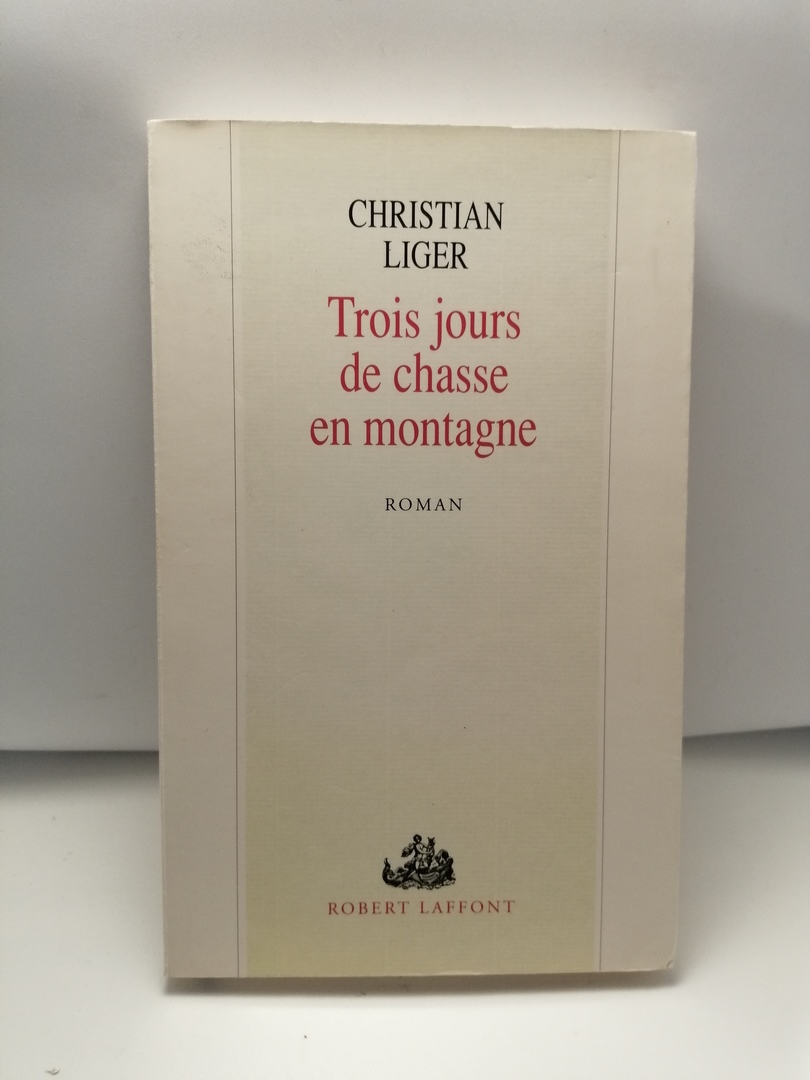 CHRISTIAN
LIGER
Trois jours
de chasse
en montagne
ROMAN
ROBERT LAFFONT